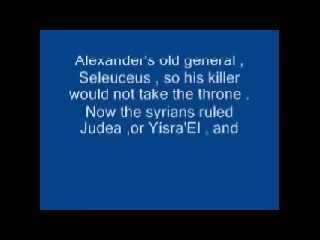 Alexander's old general ,
Seleuceus , so his killer
would not take the throne .
Now the syrians ruled
Judea ,or Yisra'El , and